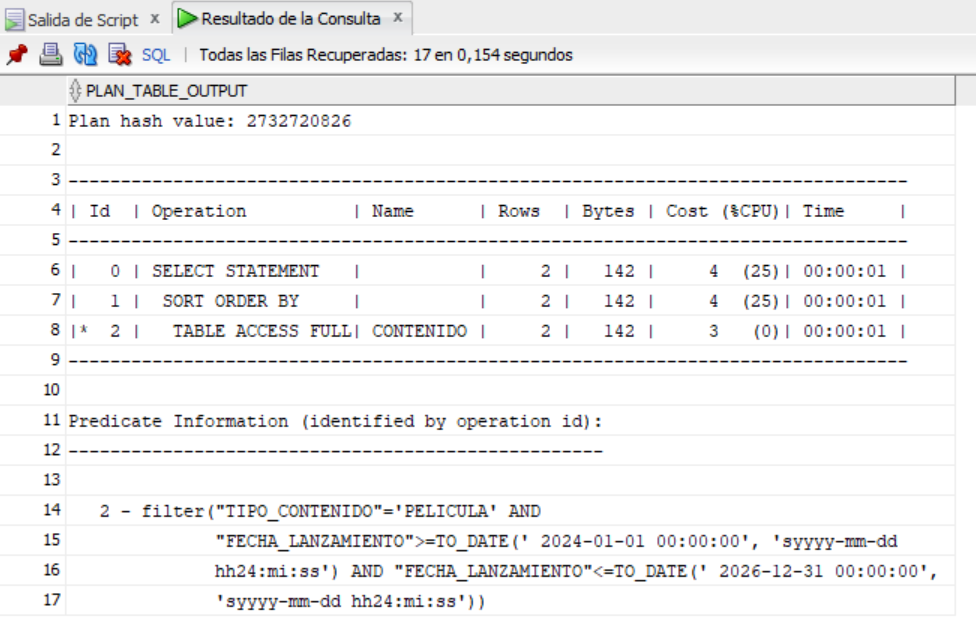 Salida de Script x Resultado de la Consulta x
SQL | Todas las Filas Recuperadas: 17 en 0,154 segundos
PLAN_TABLE_OUTPUT
1 Plan hash value: 2732720826
2
3 --------------------------------------------------------------------------------
4 | Id  | Operation          | Name      | Rows  | Bytes | Cost (%CPU)| Time     |
5 --------------------------------------------------------------------------------
6 |   0 | SELECT STATEMENT   |           |     2 |   142 |     4  (25)| 00:00:01 |
7 |   1 |  SORT ORDER BY     |           |     2 |   142 |     4  (25)| 00:00:01 |
8 |*  2 |   TABLE ACCESS FULL| CONTENIDO |     2 |   142 |     3   (0)| 00:00:01 |
9 --------------------------------------------------------------------------------
10
11 Predicate Information (identified by operation id):
12 ---------------------------------------------------
13
14    2 - filter("TIPO_CONTENIDO"='PELICULA' AND
15               "FECHA_LANZAMIENTO">=TO_DATE(' 2024-01-01 00:00:00', 'syyyy-mm-dd
16               hh24:mi:ss') AND "FECHA_LANZAMIENTO"<=TO_DATE(' 2026-12-31 00:00:00',
17               'syyyy-mm-dd hh24:mi:ss'))